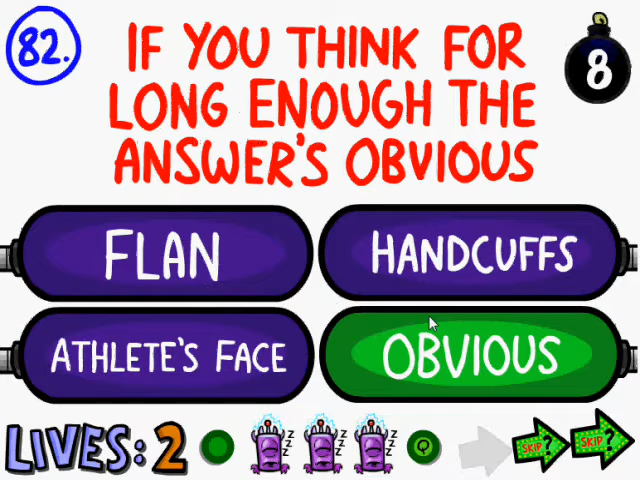 82.
IF YOU THINK FOR
LONG ENOUGH THE
ANSWER'S OBVIOUS
8
FLAN
HANDCUFFS
ATHLETE'S FACE
OBVIOUS
LIVES: 2
Z Z Z
Z Z Z
Z Z Z
Q
SKIP?
SKIP?